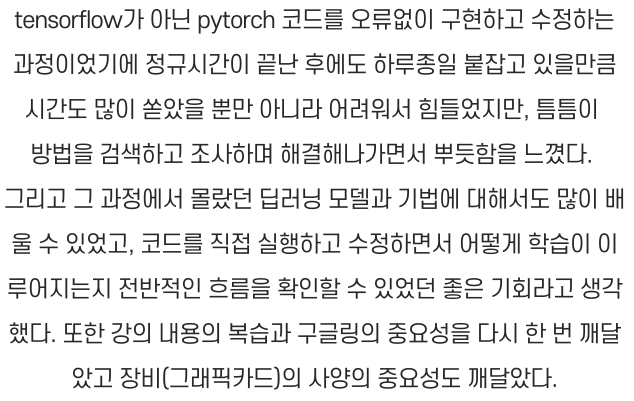 tensorflow가 아닌 pytorch 코드를 오류없이 구현하고 수정하는
과정이었기에 정규시간이 끝난 후에도 하루종일 붙잡고 있을만큼
시간도 많이 쏟았을 뿐만 아니라 어려워서 힘들었지만, 틈틈이
방법을 검색하고 조사하며 해결해나가면서 뿌듯함을 느꼈다.
그리고 그 과정에서 몰랐던 딥러닝 모델과 기법에 대해서도 많이 배
울 수 있었고, 코드를 직접 실행하고 수정하면서 어떻게 학습이 이
루어지는지 전반적인 흐름을 확인할 수 있었던 좋은 기회라고 생각
했다. 또한 강의 내용의 복습과 구글링의 중요성을 다시 한 번 깨달
았고 장비(그래픽카드)의 사양의 중요성도 깨달았다.